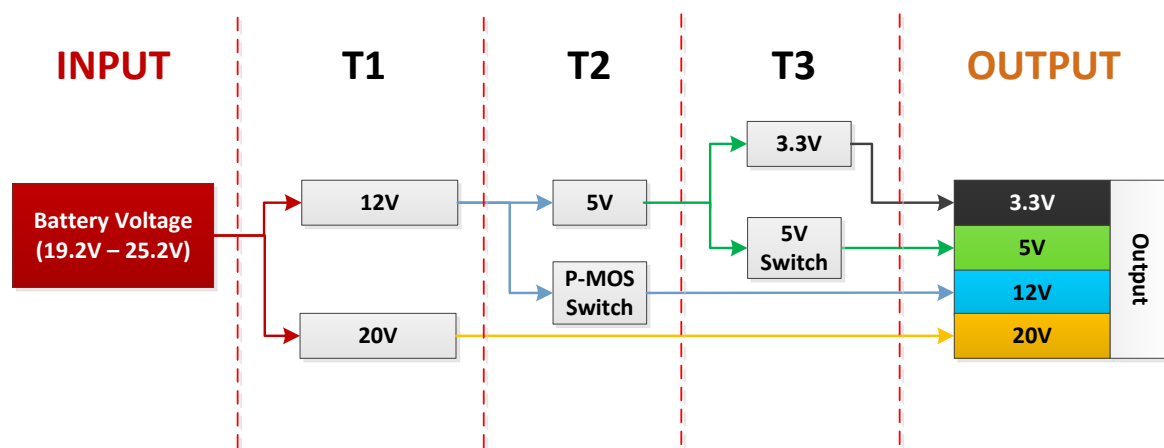 INPUT
T1
T2
T3
OUTPUT
Battery Voltage
(19.2V – 25.2V)
12V
20V
5V
P-MOS
Switch
3.3V
5V
Switch
3.3V
5V
12V
20V
Output